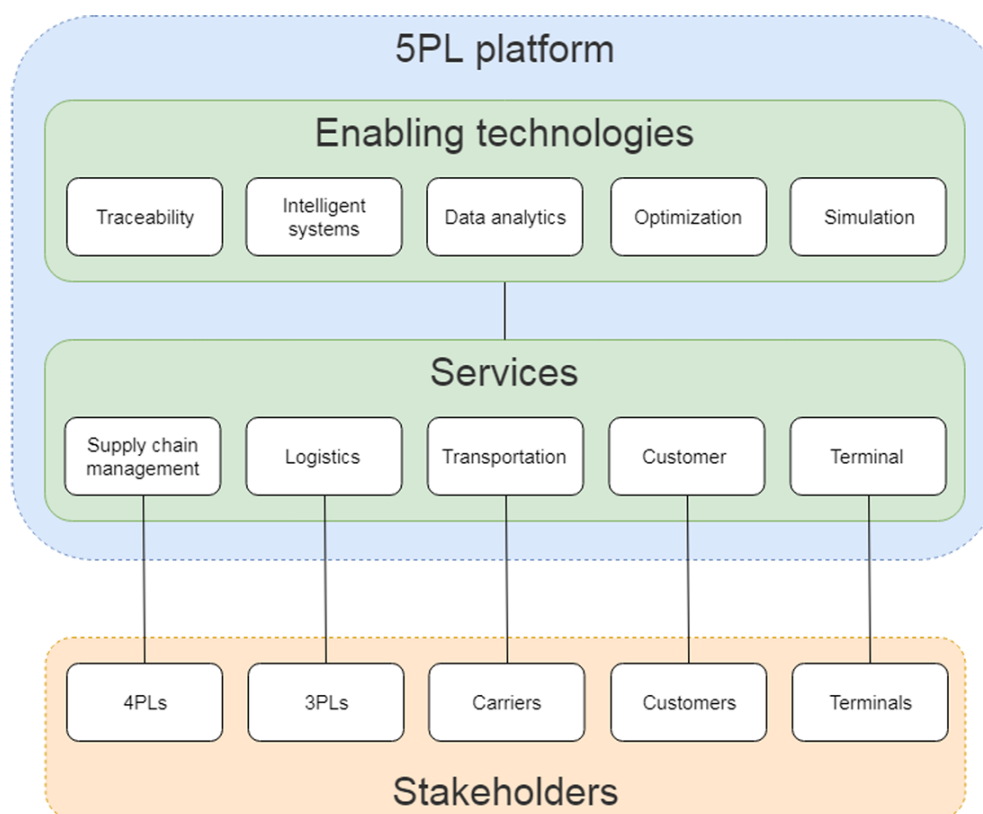 5PL platform
Enabling technologies
Traceability
Intelligent
systems
Data analytics
Optimization
Simulation
Services
Supply chain
management
Logistics
Transportation
Customer
Terminal
4PLs
3PLs
Carriers
Customers
Terminals
Stakeholders